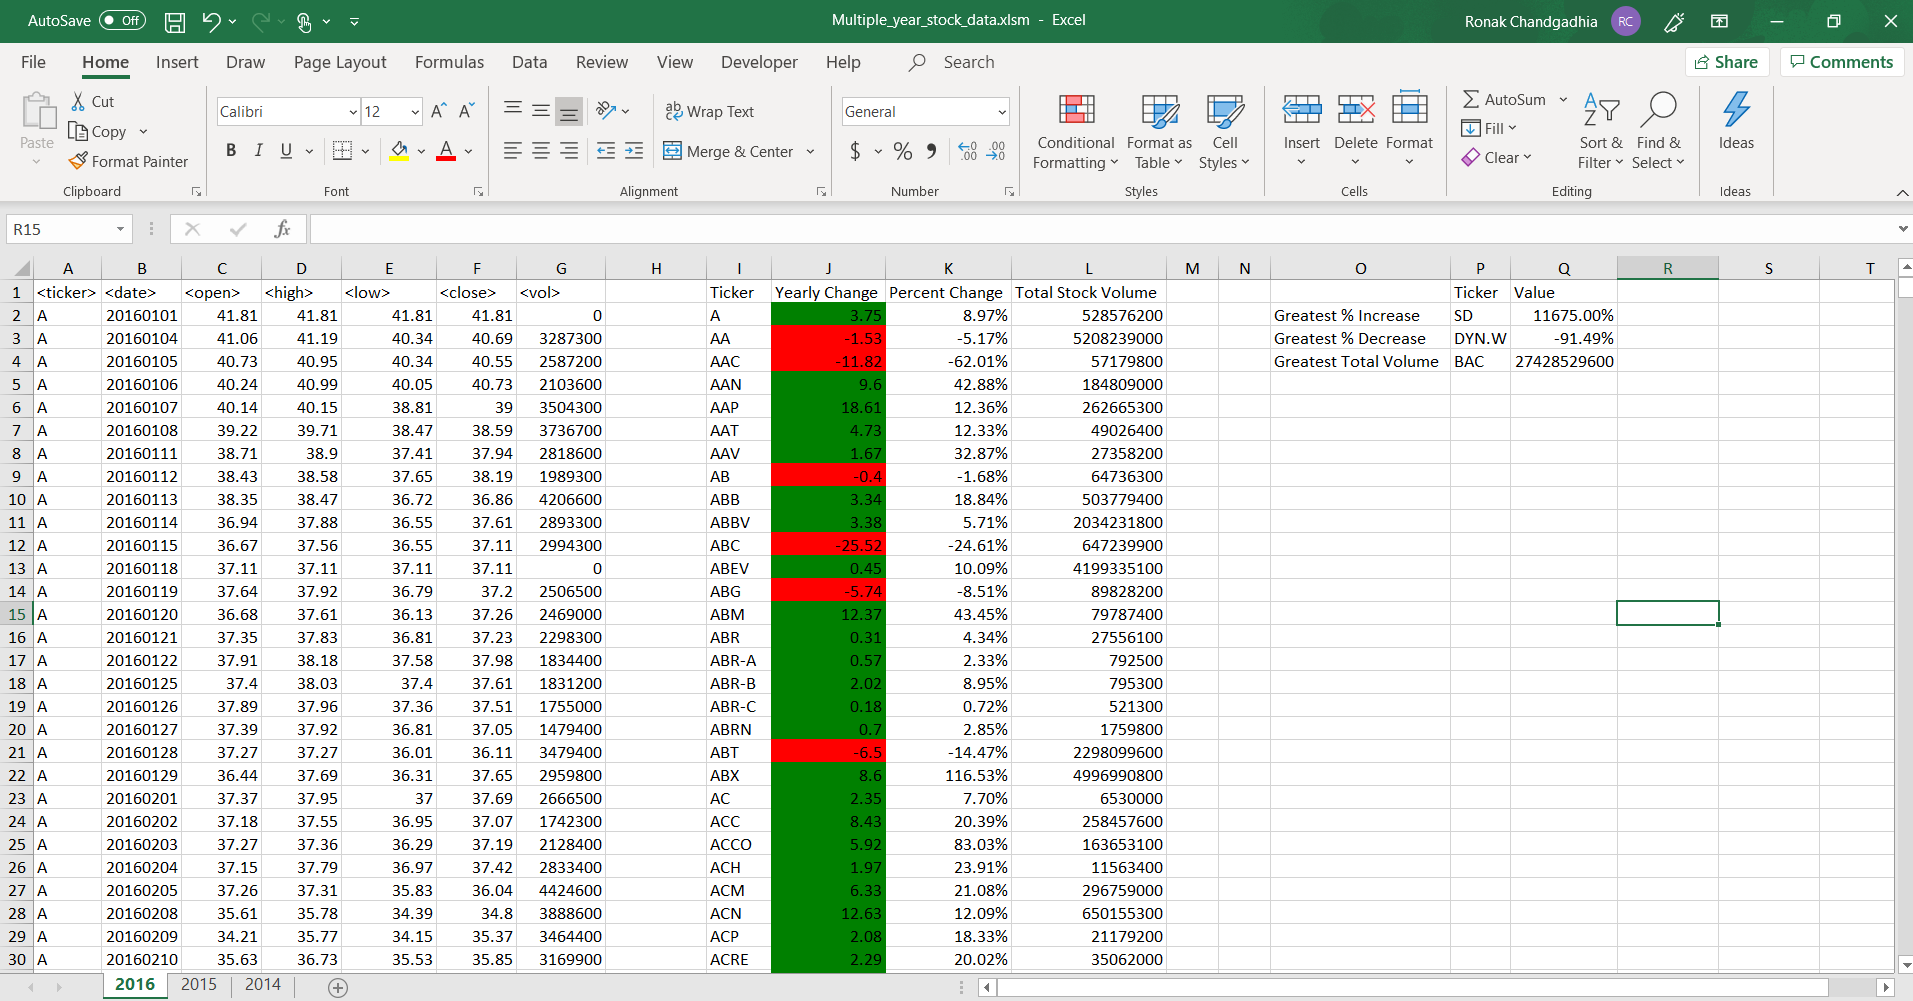 AutoSave Off Multiple_year_stock_data.xlsm - Excel Ronak Chandgadhia RC
File Home Insert Draw Page Layout Formulas Data Review View Developer Help Search Share Comments
Paste Cut Copy Format Painter Clipboard
Calibri 12 B I U A Font
ab Wrap Text Merge & Center Alignment
General $ % , Number
Conditional Formatting Format as Table Cell Styles Styles
Insert Delete Format Cells
AutoSum Fill Clear Sort & Filter Find & Select Editing
Ideas Ideas
R15 fx
A B C D E F G H I J K L M N O P Q R S T
1 <ticker> <date> <open> <high> <low> <close> <vol> Ticker Yearly Change Percent Change Total Stock Volume Ticker Value
2 A 20160101 41.81 41.81 41.81 41.81 0 A 3.75 8.97% 528576200 Greatest % Increase SD 11675.00%
3 A 20160104 41.06 41.19 40.34 40.69 3287300 AA -1.53 -5.17% 5208239000 Greatest % Decrease DYN.W -91.49%
4 A 20160105 40.73 40.95 40.34 40.55 2587200 AAC -11.82 -62.01% 57179800 Greatest Total Volume BAC 27428529600
5 A 20160106 40.24 40.99 40.05 40.73 2103600 AAN 9.6 42.88% 184809000
6 A 20160107 40.14 40.15 38.81 39 3504300 AAP 18.61 12.36% 262665300
7 A 20160108 39.22 39.71 38.47 38.59 3736700 AAT 4.73 12.33% 49026400
8 A 20160111 38.71 38.9 37.41 37.94 2818600 AAV 1.67 32.87% 27358200
9 A 20160112 38.43 38.58 37.65 38.19 1989300 AB -0.4 -1.68% 64736300
10 A 20160113 38.35 38.47 36.72 36.86 4206600 ABB 3.34 18.84% 503779400
11 A 20160114 36.94 37.88 36.55 37.61 2893300 ABBV 3.38 5.71% 2034231800
12 A 20160115 36.67 37.56 36.55 37.11 2994300 ABC -25.52 -24.61% 647239900
13 A 20160118 37.11 37.11 37.11 37.11 0 ABEV 0.45 10.09% 4199335100
14 A 20160119 37.64 37.92 36.79 37.2 2506500 ABG -5.74 -8.51% 89828200
15 A 20160120 36.68 37.61 36.13 37.26 2469000 ABM 12.37 43.45% 79787400
16 A 20160121 37.35 37.83 36.81 37.23 2298300 ABR 0.31 4.34% 27556100
17 A 20160122 37.91 38.18 37.58 37.98 1834400 ABR-A 0.57 2.33% 792500
18 A 20160125 37.4 38.03 37.4 37.61 1831200 ABR-B 2.02 8.95% 795300
19 A 20160126 37.89 37.96 37.36 37.51 1755000 ABR-C 0.18 0.72% 521300
20 A 20160127 37.39 37.92 36.81 37.05 1479400 ABRN 0.7 2.85% 1759800
21 A 20160128 37.27 37.27 36.01 36.11 3479400 ABT -6.5 -14.47% 2298099600
22 A 20160129 36.44 37.69 36.31 37.65 2959800 ABX 8.6 116.53% 4996990800
23 A 20160201 37.37 37.95 37 37.69 2666500 AC 2.35 7.70% 6530000
24 A 20160202 37.18 37.55 36.95 37.07 1742300 ACC 8.43 20.39% 258457600
25 A 20160203 37.27 37.36 36.29 37.19 2128400 ACCO 5.92 83.03% 163653100
26 A 20160204 37.15 37.79 36.97 37.42 2833400 ACH 1.97 23.91% 11563400
27 A 20160205 37.26 37.31 35.83 36.04 4424600 ACM 6.33 21.08% 296759000
28 A 20160208 35.61 35.78 34.39 34.8 3888600 ACN 12.63 12.09% 650155300
29 A 20160209 34.21 35.77 34.15 35.37 3464400 ACP 2.08 18.33% 21179200
30 A 20160210 35.63 36.73 35.53 35.85 3169900 ACRE 2.29 20.02% 35062000
2016 2015 2014